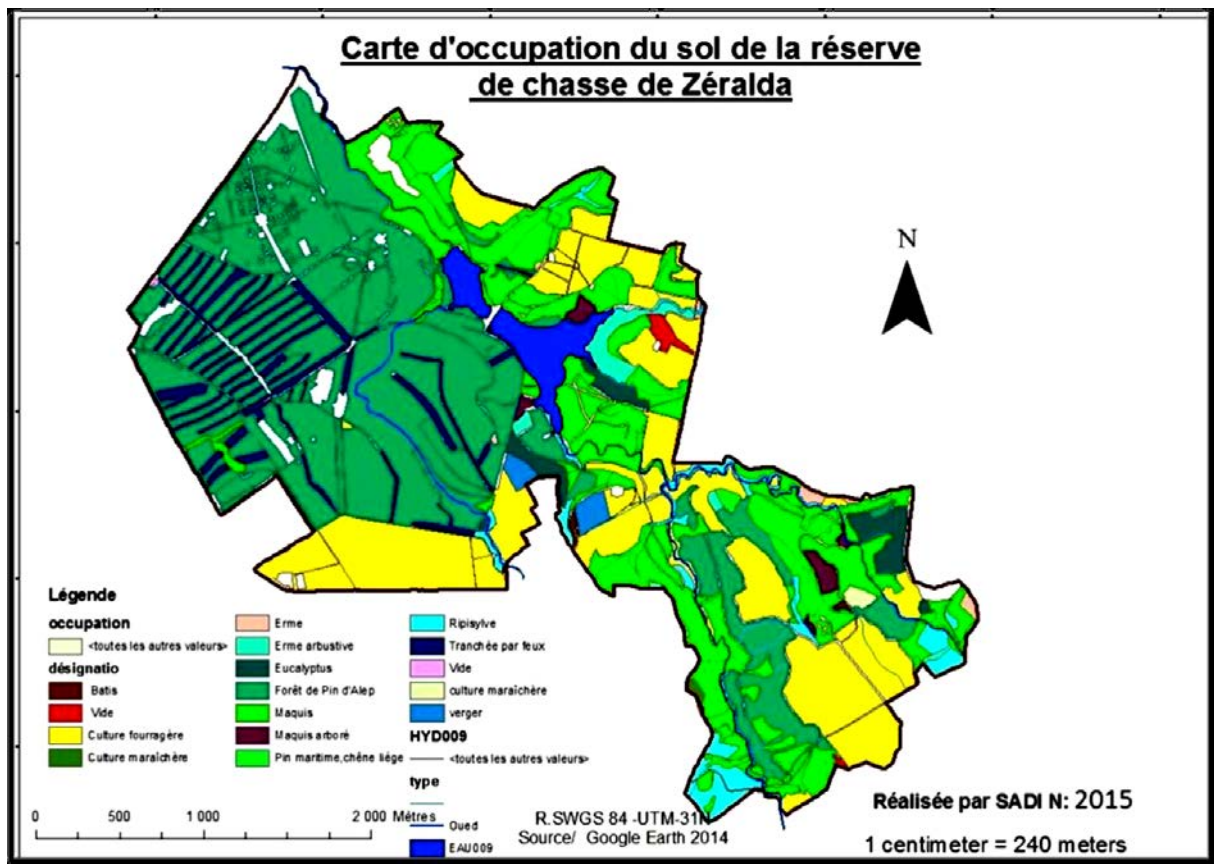 Carte d'occupation du sol de la réserve
de chasse de Zéralda
N
Légende
occupation
<toutes les autres valeurs>
désignatio
Batis
Vide
Culture fourragère
Culture maraîchère
Erme
Erme arbustive
Eucalyptus
Forêt de Pin d'Alep
Maquis
Maquis arboré
Pin maritime,chêne liège
Ripisylve
Tranchée par feux
Vide
culture maraîchère
verger
HYD009
<toutes les autres valeurs>
type
Oued
EAU009
0 500 1 000 2 000 Mètres
R.SWGS 84 -UTM-31N
Source/ Google Earth 2014
Réalisée par SADI N: 2015
1 centimeter = 240 meters